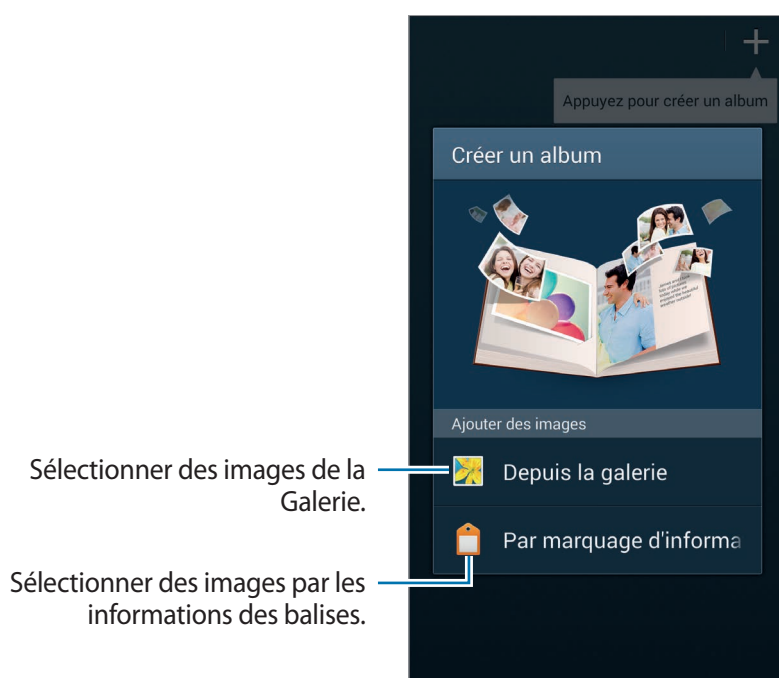 Appuyez pour créer un album
Créer un album
Ajouter des images
Sélectionner des images de la
Galerie.
Depuis la galerie
Par marquage d'informa
Sélectionner des images par les
informations des balises.